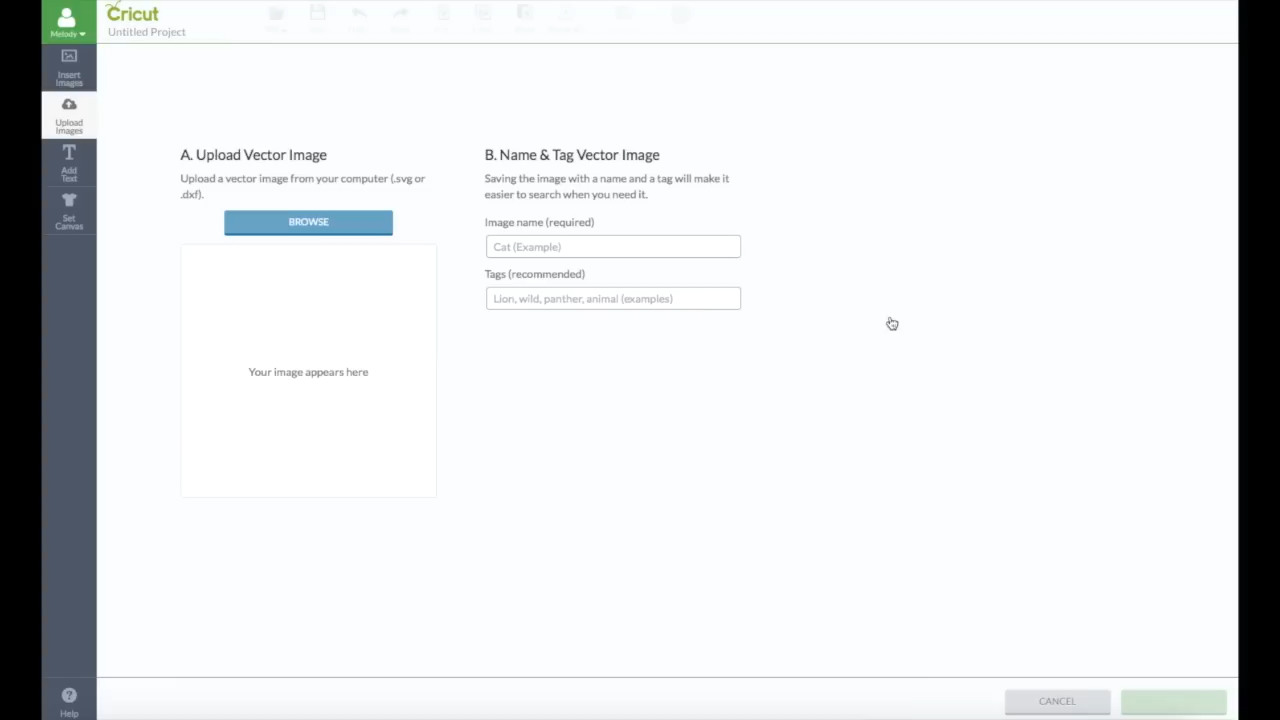 Melody
Cricut
Untitled Project
Insert
Images
Upload
Images
Add
Text
Set
Canvas
A. Upload Vector Image
Upload a vector image from your computer (.svg or
.dxf).
BROWSE
Your image appears here
B. Name & Tag Vector Image
Saving the image with a name and a tag will make it
easier to search when you need it.
Image name (required)
Cat (Example)
Tags (recommended)
Lion, wild, panther, animal (examples)
Help
CANCEL